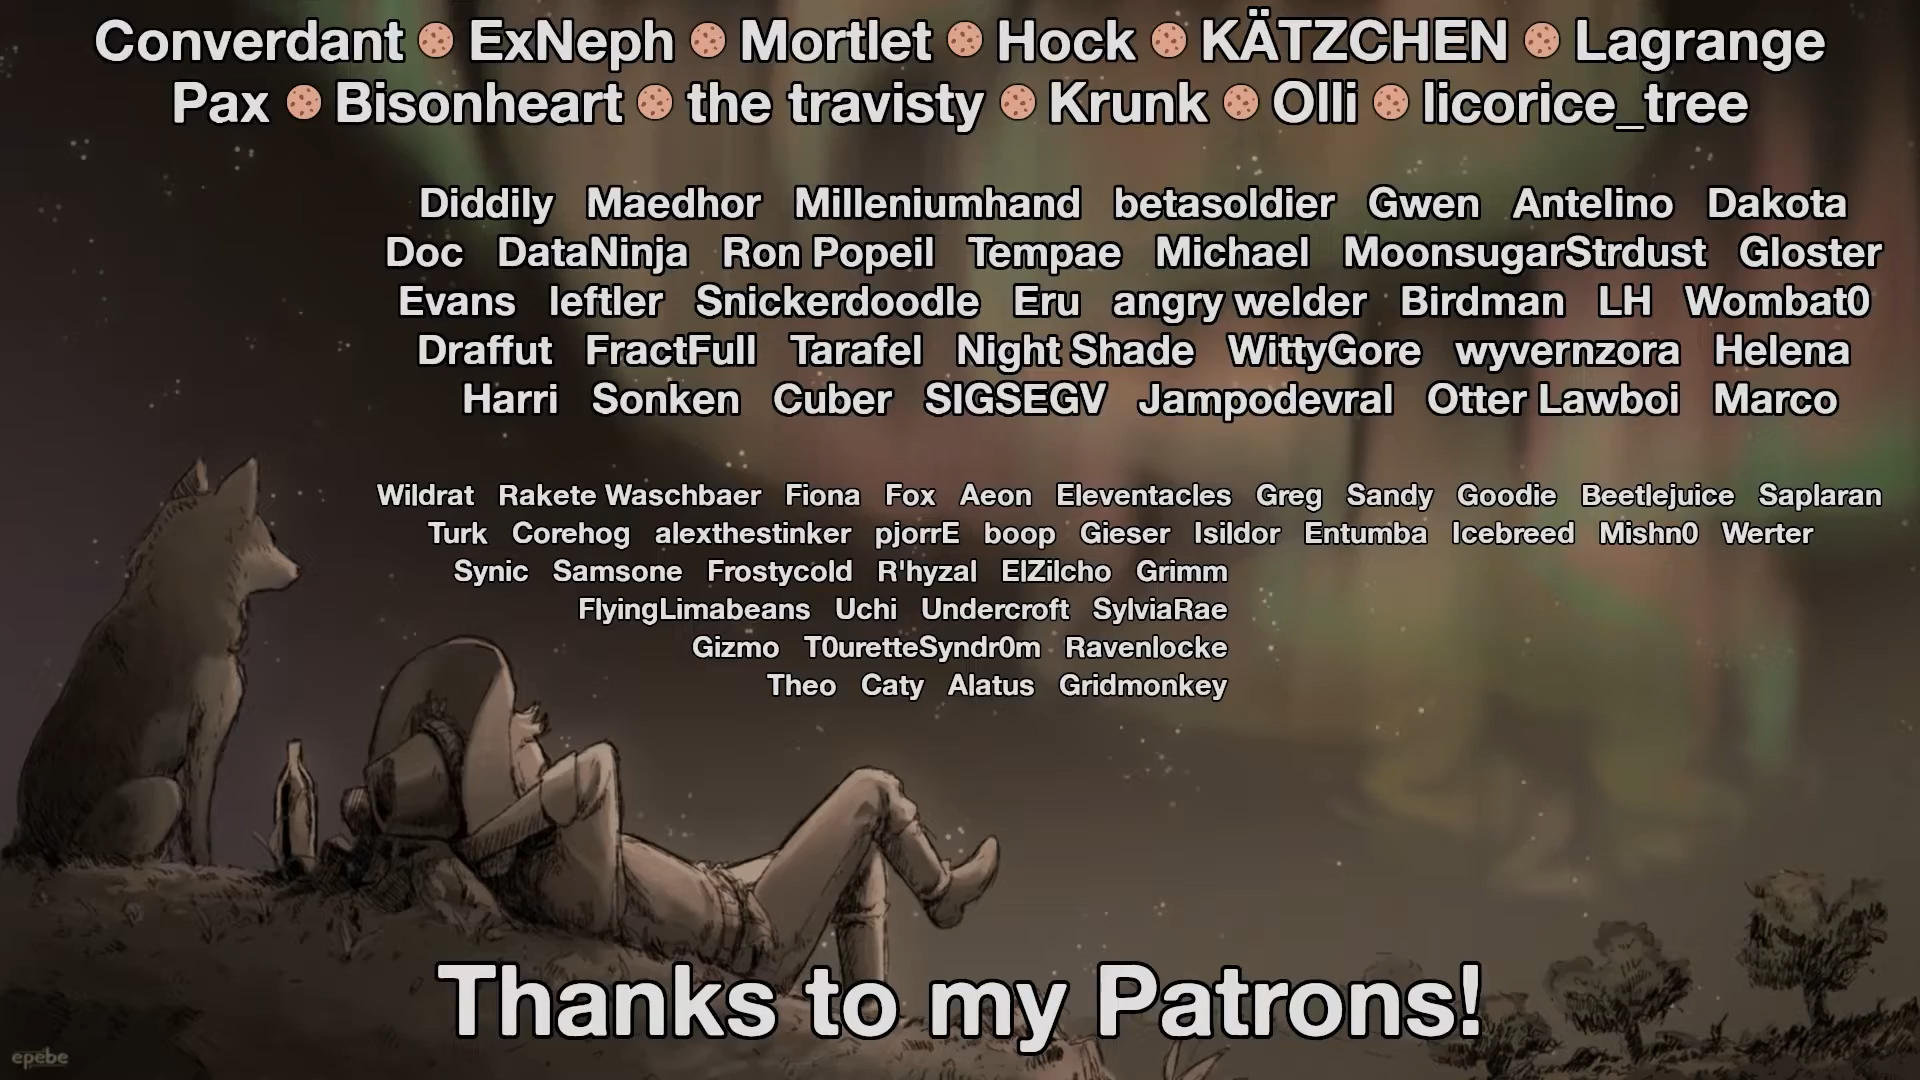 Converdant 🍪 ExNeph 🍪 Mortlet 🍪 Hock 🍪 KÄTZCHEN 🍪 Lagrange
Pax 🍪 Bisonheart 🍪 the travisty 🍪 Krunk 🍪 Olli 🍪 licorice_tree
Diddily Maedhor Milleniumhand betasoldier Gwen Antelino Dakota
Doc DataNinja Ron Popeil Tempae Michael MoonsugarStrdust Gloster
Evans leftler Snickerdoodle Eru angry welder Birdman LH Wombat0
Draffut FractFull Tarafel Night Shade WittyGore wyvernzora Helena
Harri Sonken Cuber SIGSEGV Jampodevral Otter Lawboi Marco
Wildrat Rakete Waschbaer Fiona Fox Aeon Eleventacles Greg Sandy Goodie Beetlejuice Saplaran
Turk Corehog alexthestinker pjorrE boop Gieser Isildor Entumba Icebreed Mishn0 Werter
Synic Samsone Frostycold R'hyzal ElZilcho Grimm
FlyingLimabeans Uchi Undercroft SylviaRae
Gizmo T0uretteSyndr0m Ravenlocke
Theo Caty Alatus Gridmonkey
Thanks to my Patrons!
epebe